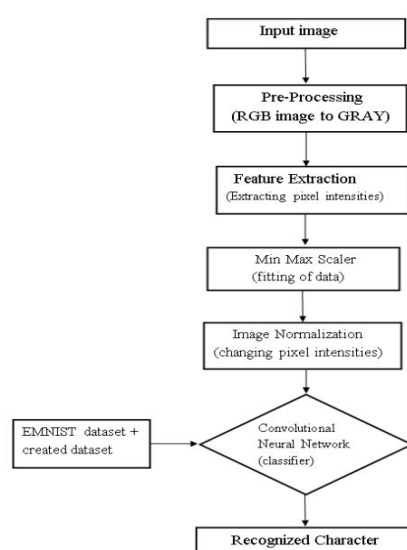 Input image
Pre-Processing
(RGB image to GRAY)
Feature Extraction
(Extracting pixel intensities)
Min Max Scaler
(fitting of data)
Image Normalization
(changing pixel intensities)
EMNIST dataset +
created dataset
Convolutional
Neural Network
(classifier)
Recognized Character